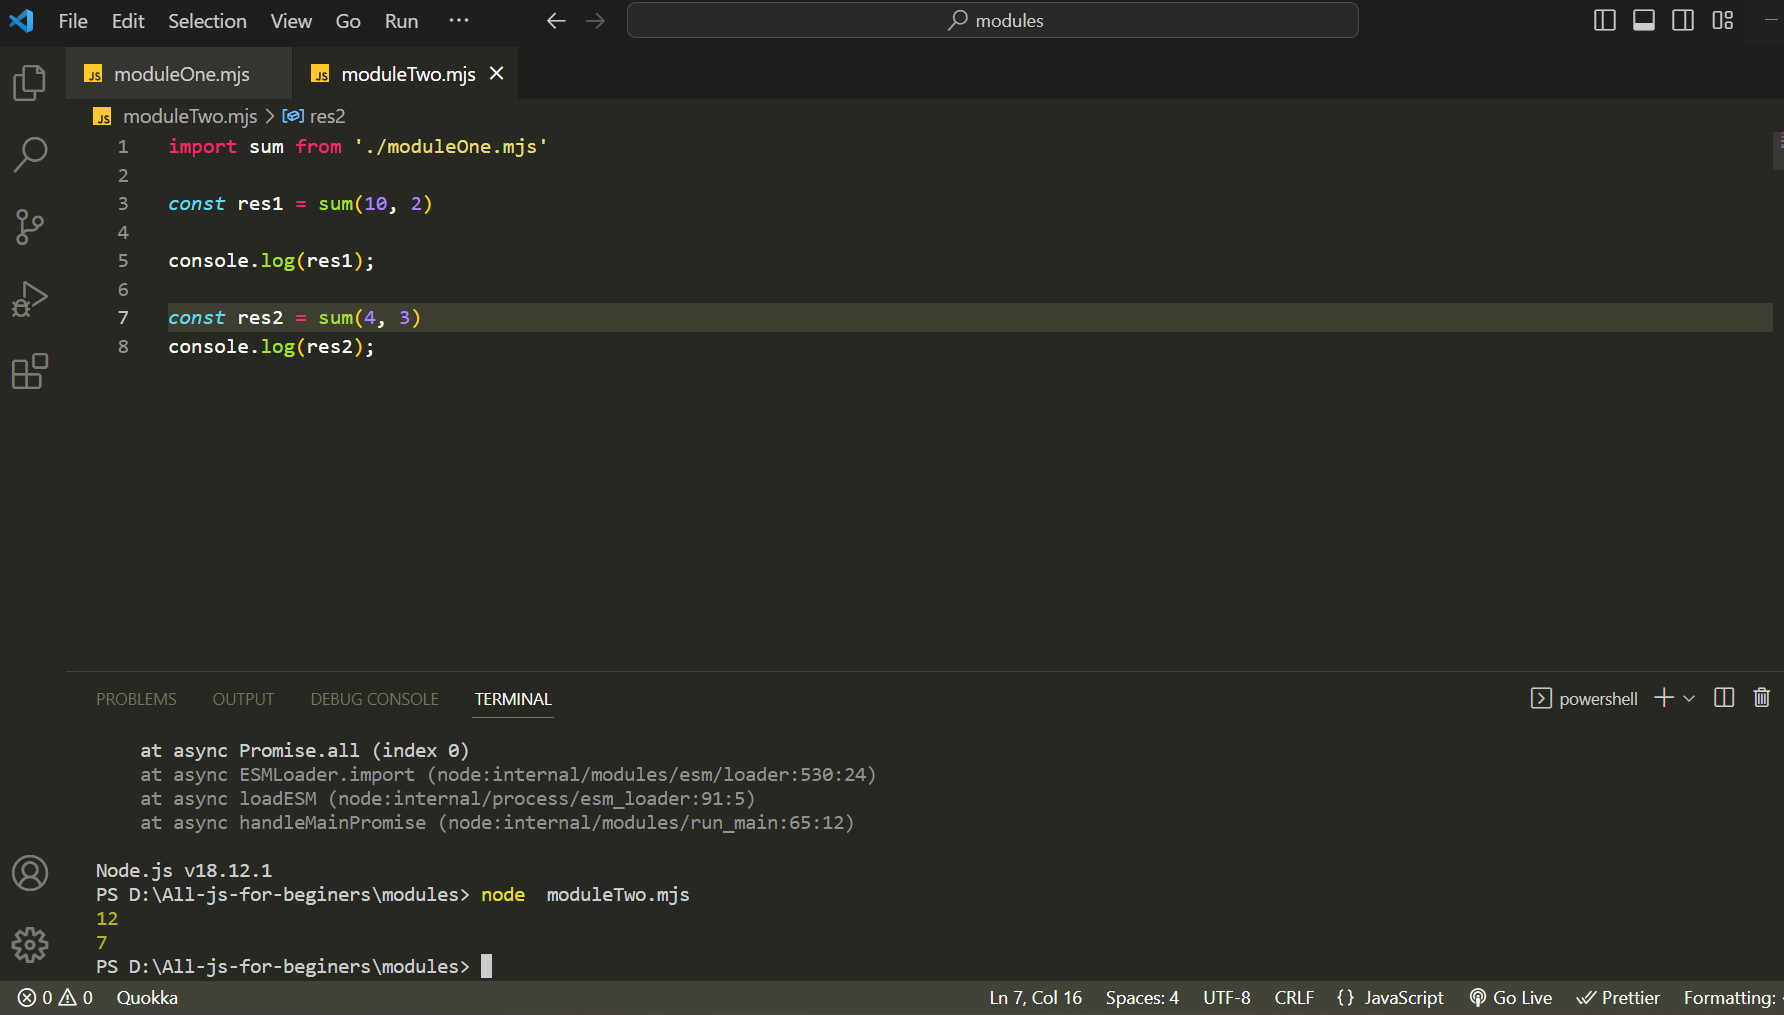 File Edit Selection View Go Run ··· modules
JS moduleOne.mjs JS moduleTwo.mjs
JS moduleTwo.mjs > res2
1 import sum from './moduleOne.mjs'
2
3 const res1 = sum(10, 2)
4
5 console.log(res1);
6
7 const res2 = sum(4, 3)
8 console.log(res2);
PROBLEMS OUTPUT DEBUG CONSOLE TERMINAL powershell
at async Promise.all (index 0)
at async ESMLoader.import (node:internal/modules/esm/loader:530:24)
at async loadESM (node:internal/process/esm_loader:91:5)
at async handleMainPromise (node:internal/modules/run_main:65:12)
Node.js v18.12.1
PS D:\All-js-for-beginers\modules> node  moduleTwo.mjs
12
7
PS D:\All-js-for-beginers\modules>
0 0 Quokka Ln 7, Col 16 Spaces: 4 UTF-8 CRLF {} JavaScript Go Live Prettier Formatting: